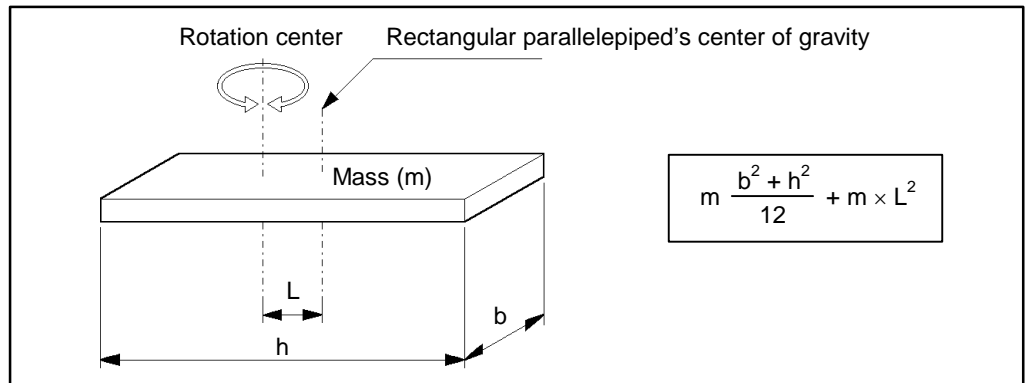 Rotation center
Rectangular parallelepiped's center of gravity
Mass (m)
m (b² + h²)/12 + m × L²
L
b
h